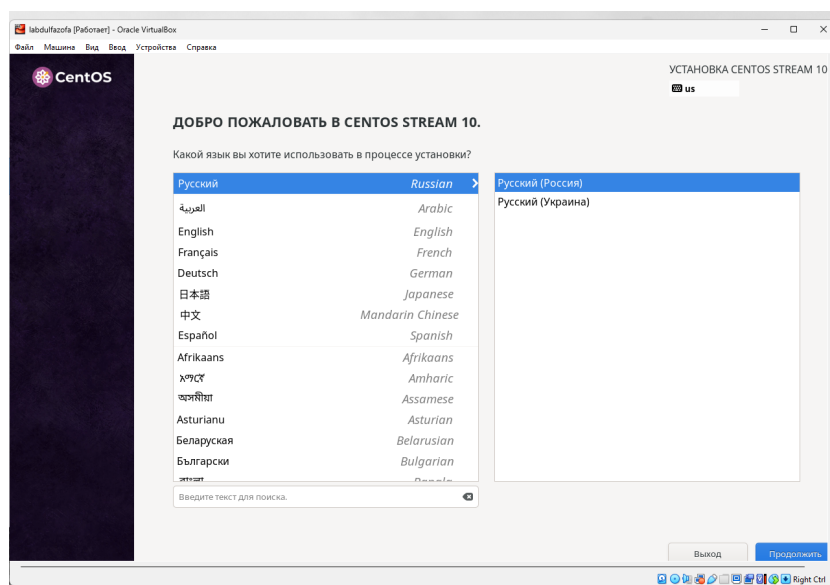 labdulfazofa [Работает] - Oracle VirtualBox
Файл Машина Вид Ввод Устройства Справка
CentOS
УСТАНОВКА CENTOS STREAM 10
us
ДОБРО ПОЖАЛОВАТЬ В CENTOS STREAM 10.
Какой язык вы хотите использовать в процессе установки?
Русский Russian
العربية Arabic
English English
Français French
Deutsch German
日本語 Japanese
中文 Mandarin Chinese
Español Spanish
Afrikaans Afrikaans
አማርኛ Amharic
অসমীয়া Assamese
Asturianu Asturian
Беларуская Belarusian
Български Bulgarian
বাংলা Bangla
Русский (Россия)
Русский (Украина)
Введите текст для поиска.
Выход Продолжить
Right Ctrl